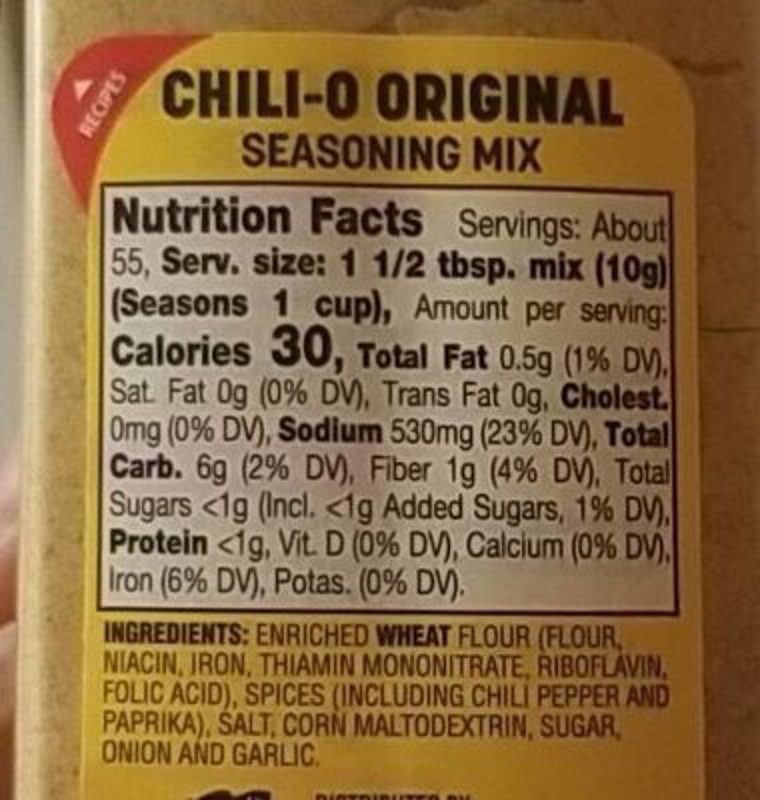 RECIPES
CHILI-O ORIGINAL
SEASONING MIX
Nutrition Facts Servings: About
55, Serv. size: 1 1/2 tbsp. mix (10g)
(Seasons 1 cup), Amount per serving:
Calories 30, Total Fat 0.5g (1% DV),
Sat. Fat 0g (0% DV), Trans Fat 0g, Cholest.
0mg (0% DV), Sodium 530mg (23% DV), Total
Carb. 6g (2% DV), Fiber 1g (4% DV), Total
Sugars <1g (Incl. <1g Added Sugars, 1% DV),
Protein <1g, Vit. D (0% DV), Calcium (0% DV),
Iron (6% DV), Potas. (0% DV).
INGREDIENTS: ENRICHED WHEAT FLOUR (FLOUR,
NIACIN, IRON, THIAMIN MONONITRATE, RIBOFLAVIN,
FOLIC ACID), SPICES (INCLUDING CHILI PEPPER AND
PAPRIKA), SALT, CORN MALTODEXTRIN, SUGAR,
ONION AND GARLIC.
DISTRIBUTED BY